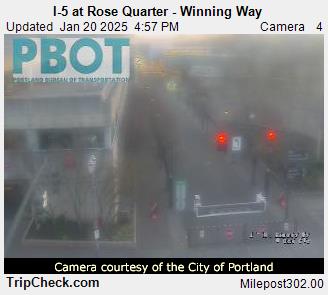 I-5 at Rose Quarter - Winning Way
Updated Jan 20 2025 4:57 PM Camera 4
PBOT
PORTLAND BUREAU OF TRANSPORTATION
Camera courtesy of the City of Portland
TripCheck.com Milepost302.00